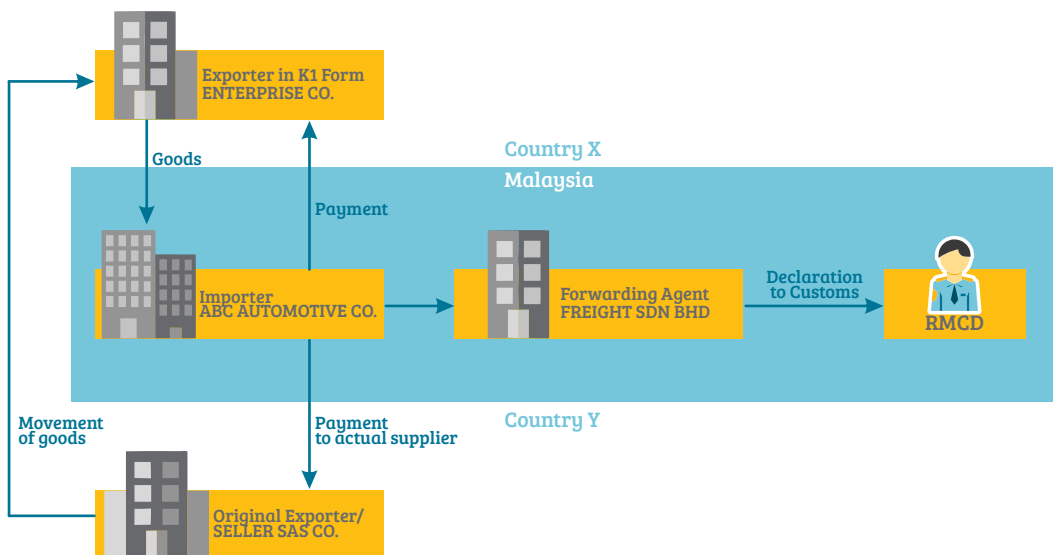 Exporter in K1 Form
ENTERPRISE CO.
Goods
Country X
Malaysia
Payment
Importer
ABC AUTOMOTIVE CO.
Forwarding Agent
FREIGHT SDN BHD
Declaration
to Customs
RMCD
Movement
of goods
Payment
to actual supplier
Country Y
Original Exporter/
SELLER SAS CO.